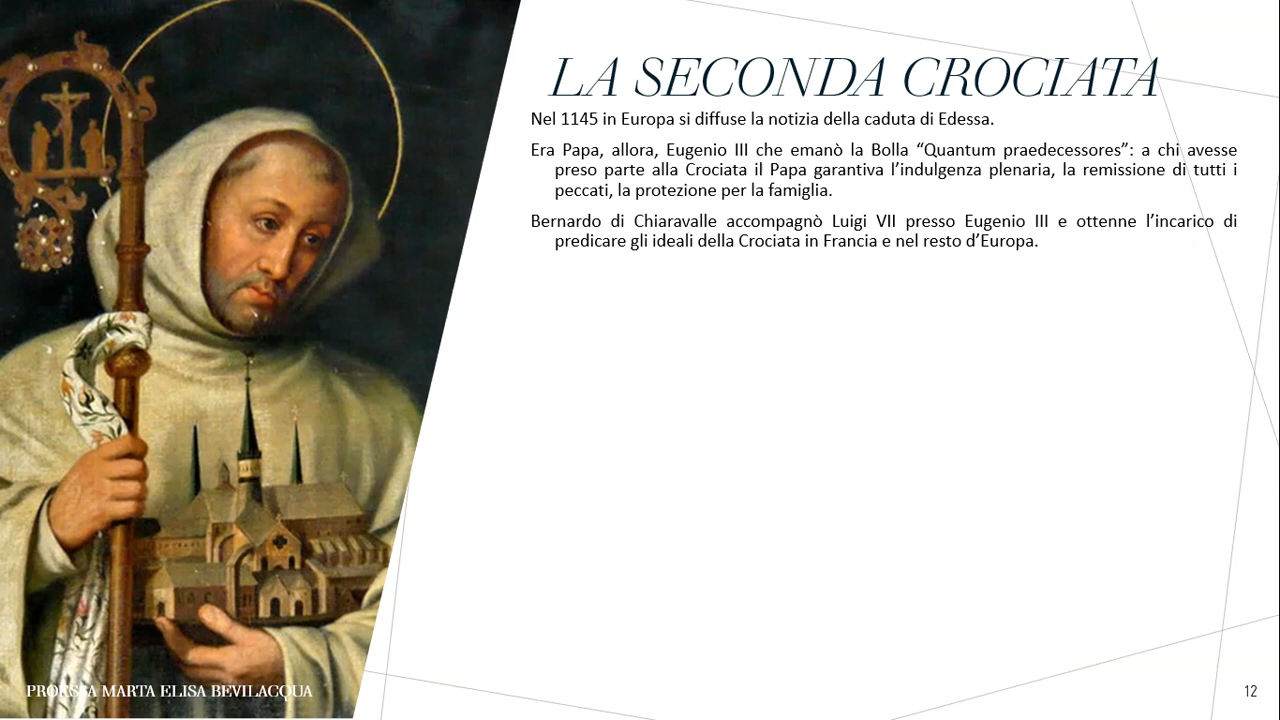 LA SECONDA CROCIATA
Nel 1145 in Europa si diffuse la notizia della caduta di Edessa.
Era Papa, allora, Eugenio III che emanò la Bolla “Quantum praedecessores”: a chi avesse
preso parte alla Crociata il Papa garantiva l’indulgenza plenaria, la remissione di tutti i
peccati, la protezione per la famiglia.
Bernardo di Chiaravalle accompagnò Luigi VII presso Eugenio III e ottenne l’incarico di
predicare gli ideali della Crociata in Francia e nel resto d’Europa.
MARTA ELISA BEVILACQUA
12